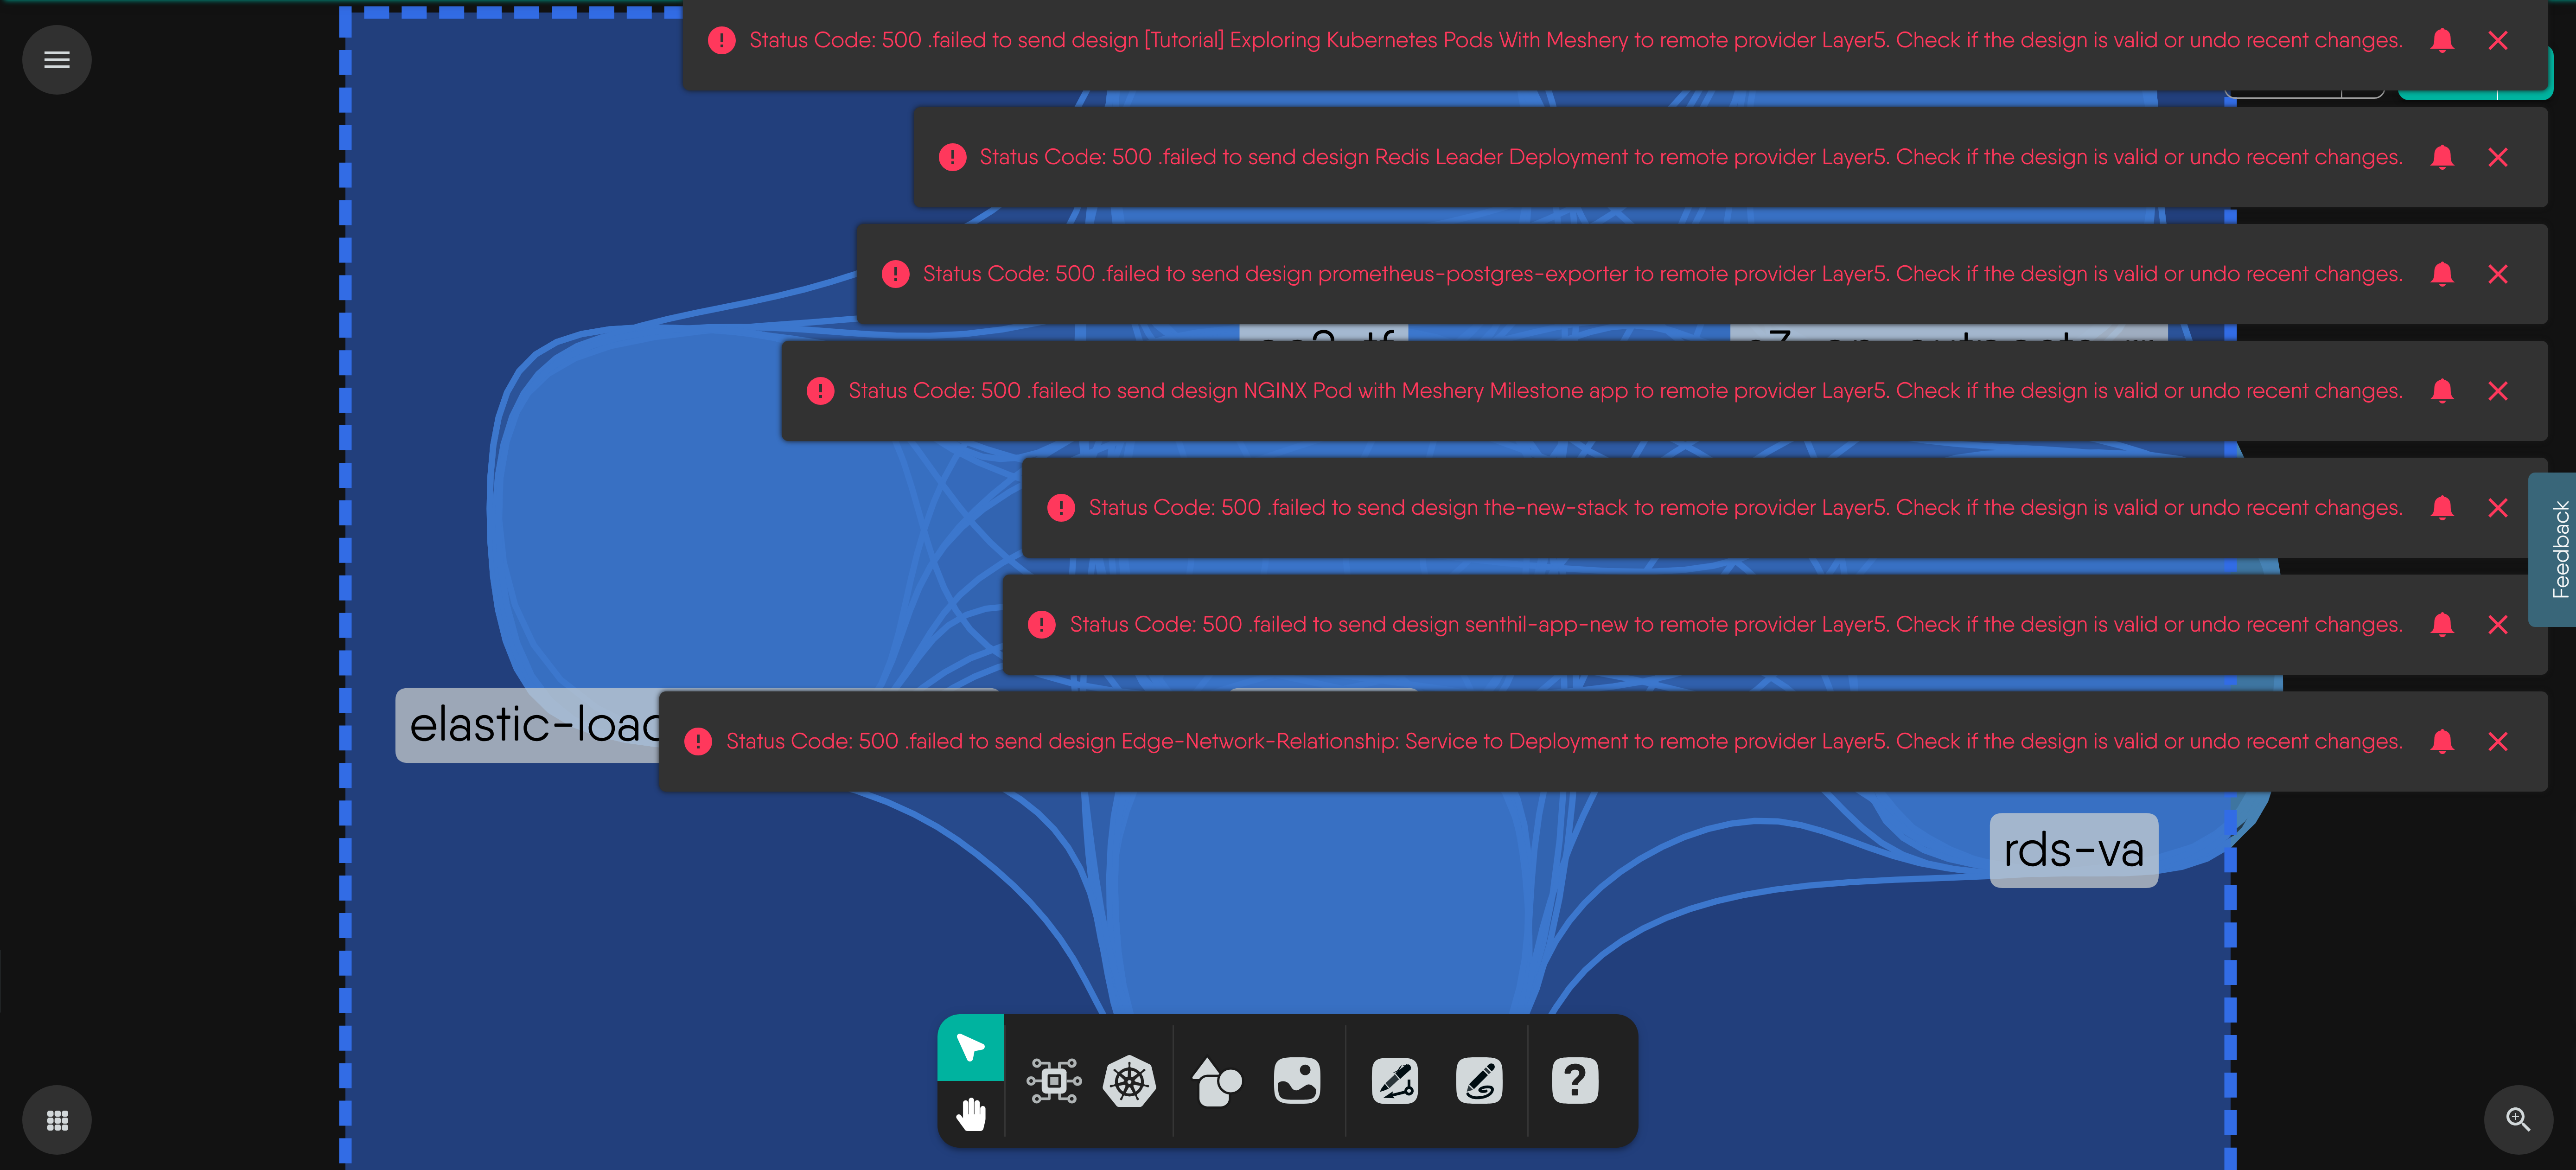 Status Code: 500 .failed to send design [Tutorial] Exploring Kubernetes Pods With Meshery to remote provider Layer5. Check if the design is valid or undo recent changes.
Status Code: 500 .failed to send design Redis Leader Deployment to remote provider Layer5. Check if the design is valid or undo recent changes.
Status Code: 500 .failed to send design prometheus-postgres-exporter to remote provider Layer5. Check if the design is valid or undo recent changes.
Status Code: 500 .failed to send design NGINX Pod with Meshery Milestone app to remote provider Layer5. Check if the design is valid or undo recent changes.
Status Code: 500 .failed to send design the-new-stack to remote provider Layer5. Check if the design is valid or undo recent changes.
Feedback
Status Code: 500 .failed to send design senthil-app-new to remote provider Layer5. Check if the design is valid or undo recent changes.
elastic-loa
Status Code: 500 .failed to send design Edge-Network-Relationship: Service to Deployment to remote provider Layer5. Check if the design is valid or undo recent changes.
rds-va